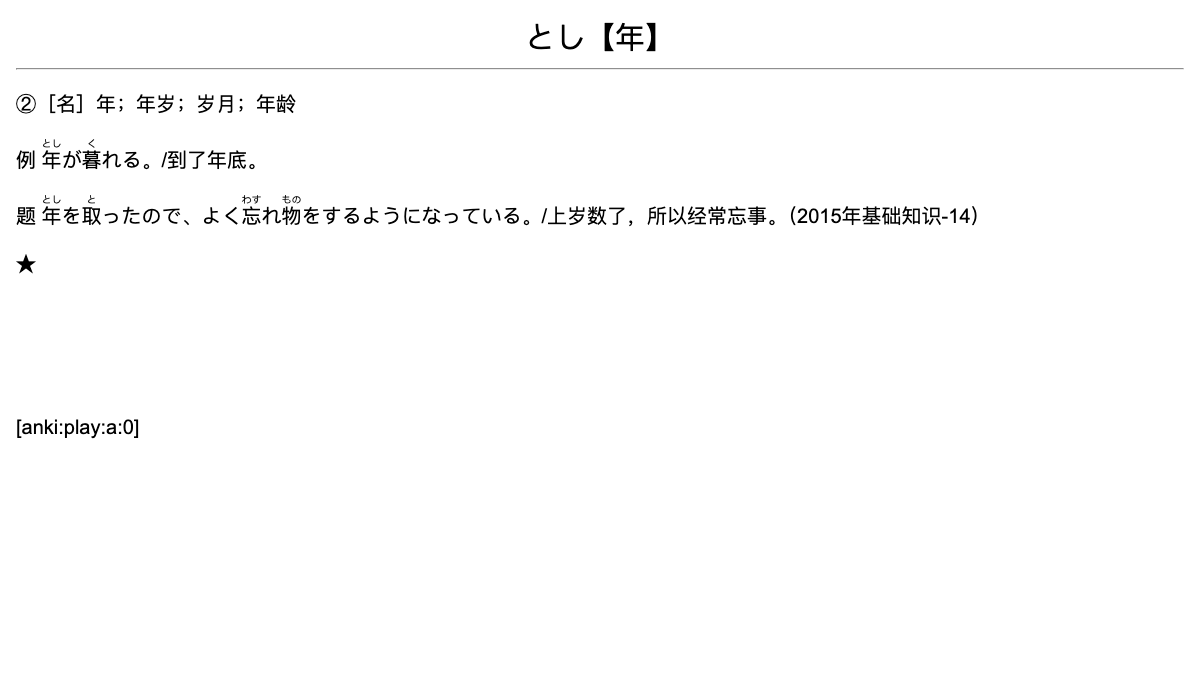 とし【年】
②［名］年；年岁；岁月；年龄
とし く
例 年が暮れる。/到了年底。
とし と わす もの
题 年を取ったので、よく忘れ物をするようになっている。/上岁数了，所以经常忘事。（2015年基础知识-14）
★
[anki:play:a:0]